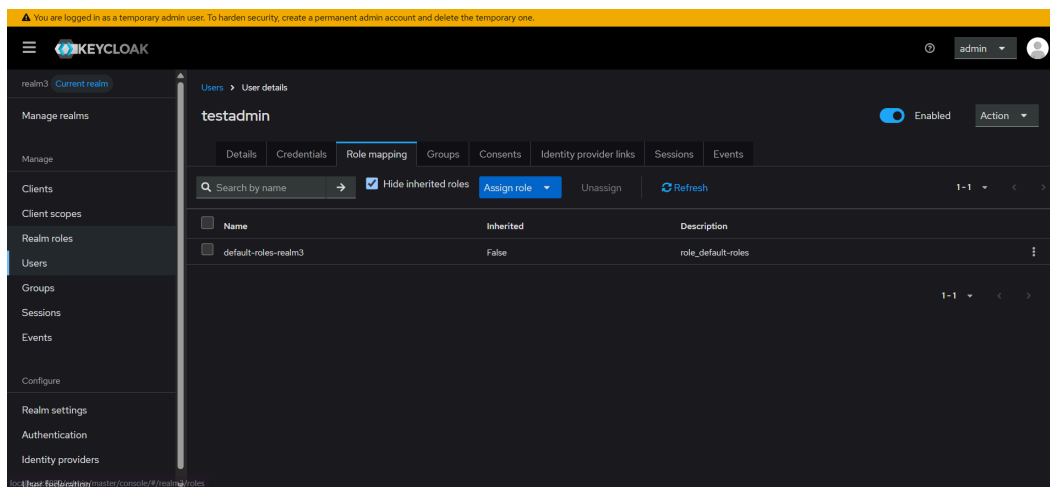 You are logged in as a temporary admin user. To harden security, create a permanent admin account and delete the temporary one.
KEYCLOAK
admin
realm3 Current realm
Manage realms
Manage
Clients
Client scopes
Realm roles
Users
Groups
Sessions
Events
Configure
Realm settings
Authentication
Identity providers
Users > User details
testadmin
Enabled
Action
Details Credentials Role mapping Groups Consents Identity provider links Sessions Events
Search by name Hide inherited roles Assign role Unassign Refresh 1-1
Name Inherited Description
default-roles-realm3 False role_default-roles
1-1